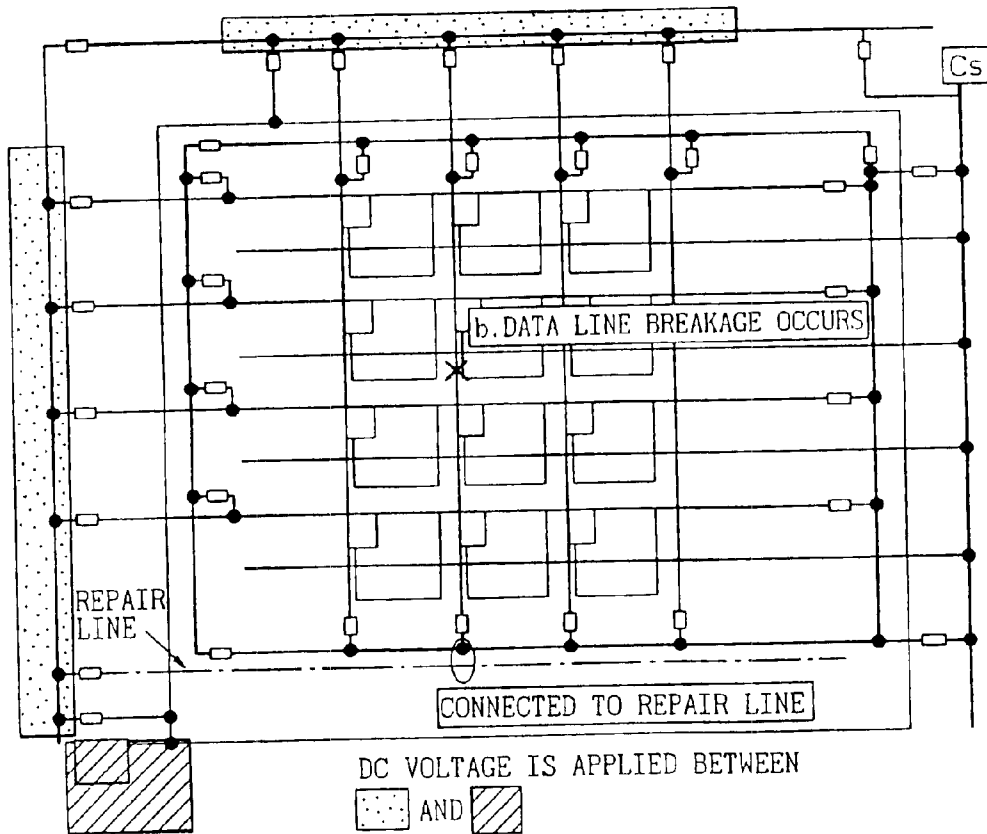 Cs
b.DATA LINE BREAKAGE OCCURS
REPAIR
LINE
CONNECTED TO REPAIR LINE
DC VOLTAGE IS APPLIED BETWEEN
AND